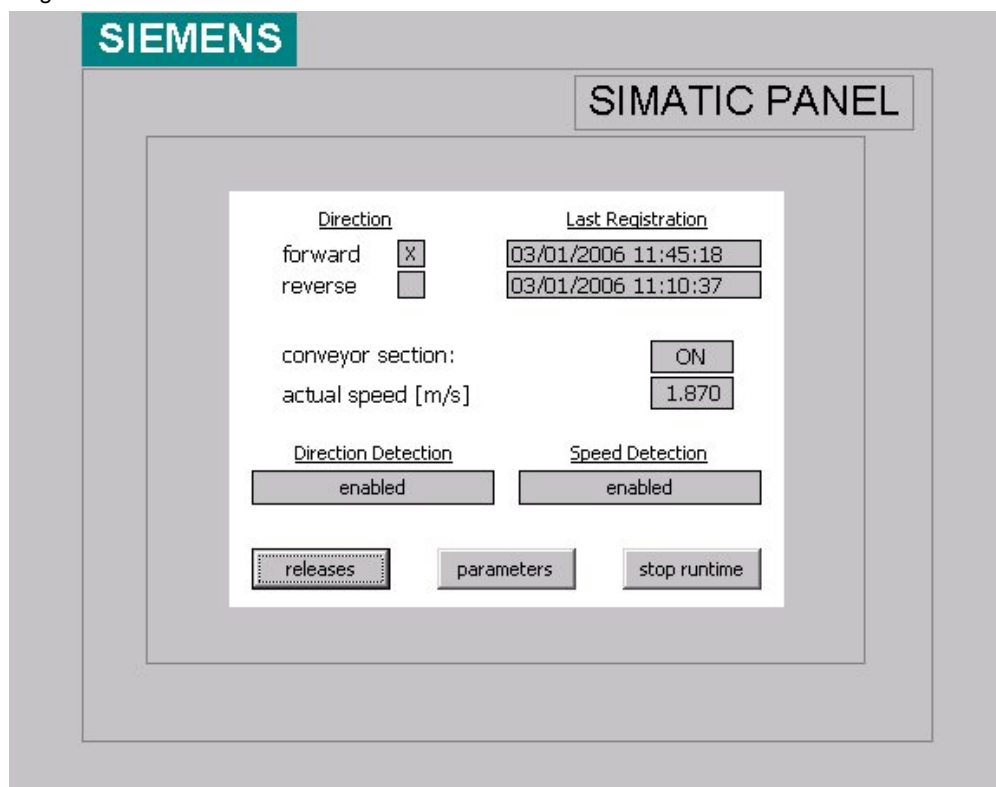 SIEMENS
SIMATIC PANEL
Direction Last Registration
forward X 03/01/2006 11:45:18
reverse 03/01/2006 11:10:37
conveyor section: ON
actual speed [m/s] 1.870
Direction Detection Speed Detection
enabled enabled
releases parameters stop runtime